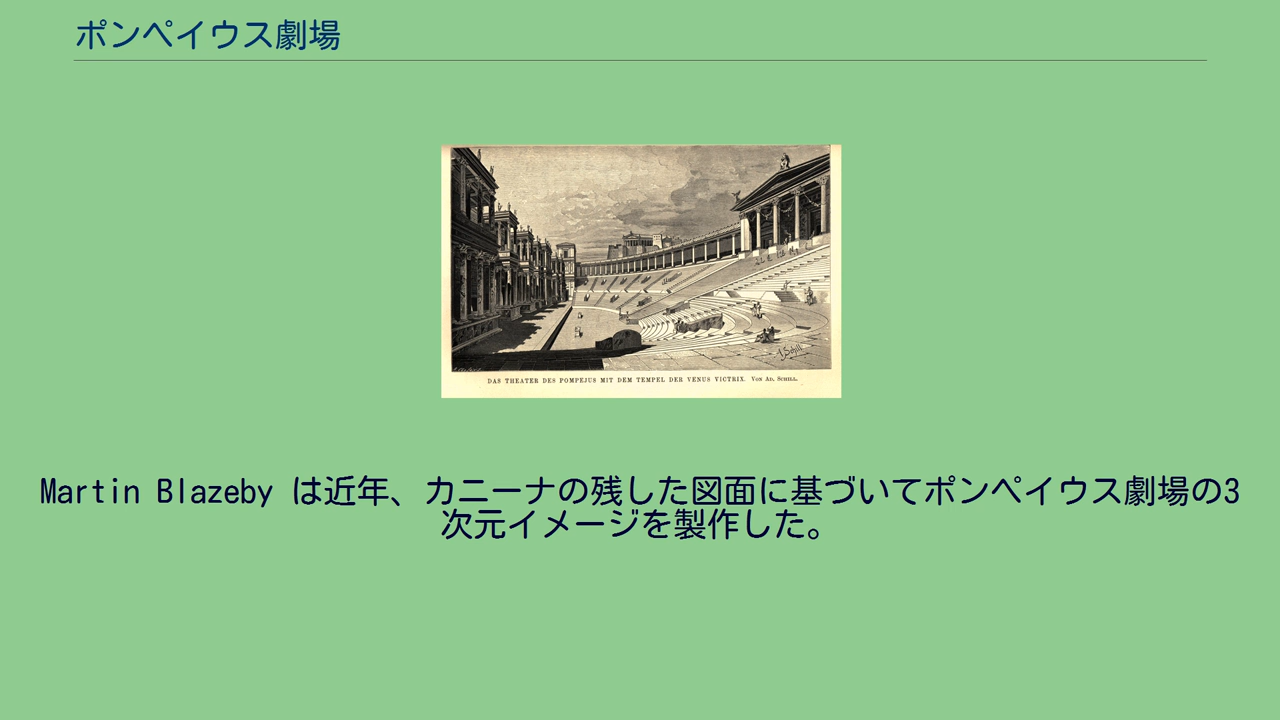 ポンペイウス劇場
DAS THEATER DES POMPEJUS MIT DEM TEMPEL DER VENUS VICTRIX. VON AD. SCHILL.
Martin Blazeby は近年、カニーナの残した図面に基づいてポンペイウス劇場の3
次元イメージを製作した。